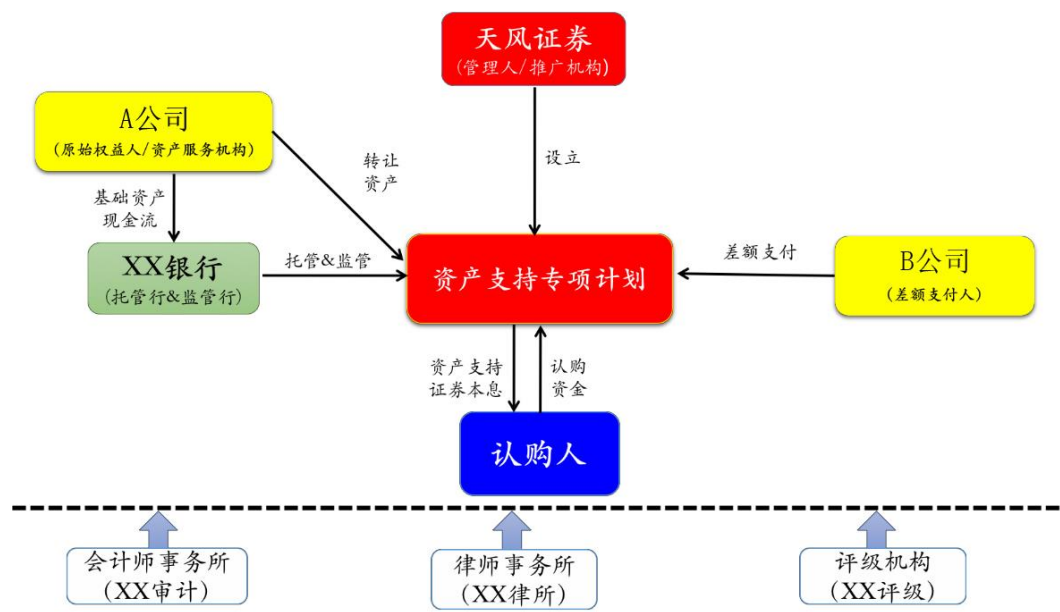 天风证券
(管理人/推广机构)
A公司
(原始权益人/资产服务机构)
转让
资产
设立
基础资产
现金流
XX银行
(托管行&监管行)
托管&监管
资产支持专项计划
差额支付
B公司
(差额支付人)
资产支持
证券本息
认购
资金
认购人
会计师事务所
(XX审计)
律师事务所
(XX律所)
评级机构
(XX评级)